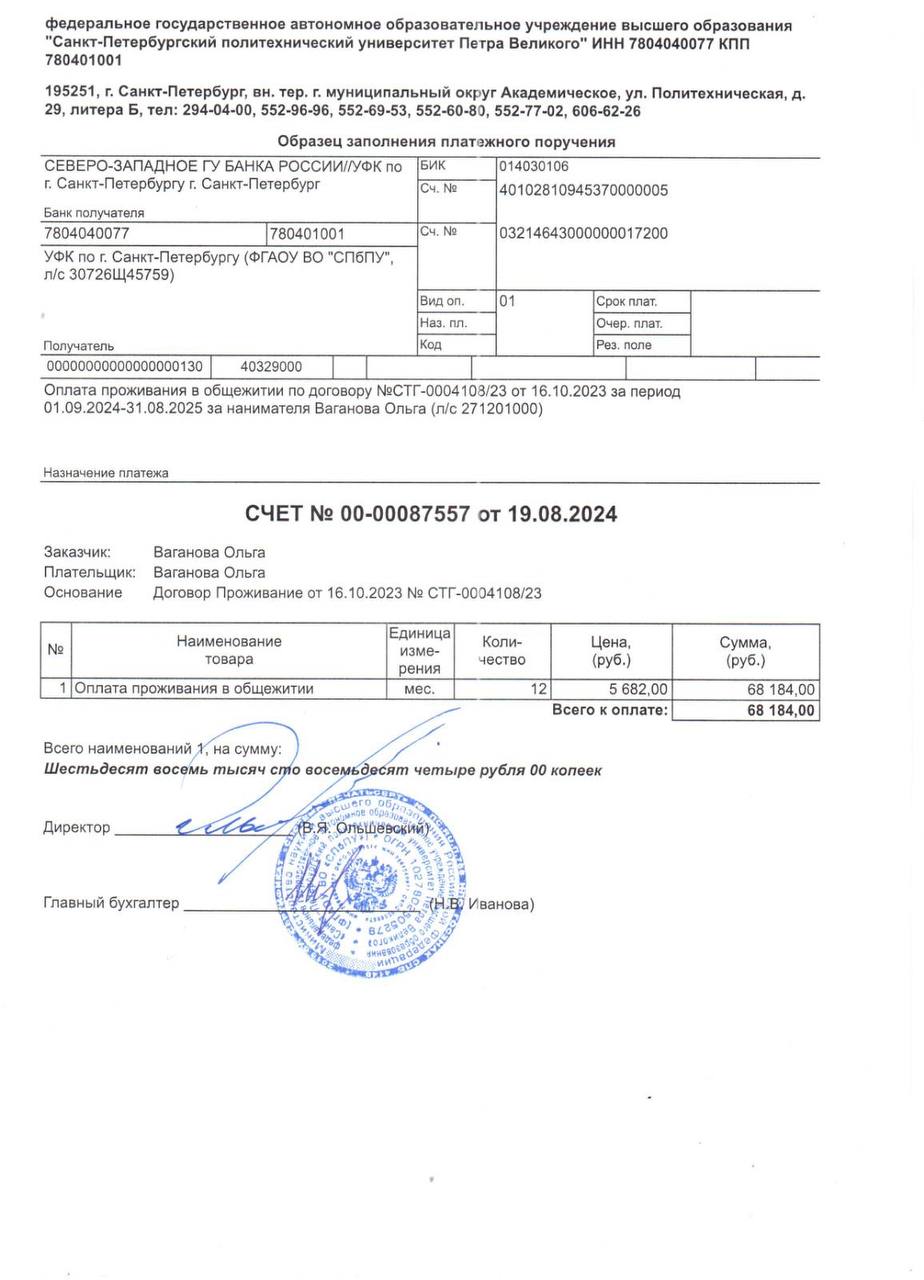 федеральное государственное автономное образовательное учреждение высшего образования
"Санкт-Петербургский политехнический университет Петра Великого" ИНН 7804040077 КПП
780401001
195251, г. Санкт-Петербург, вн. тер. г. муниципальный округ Академическое, ул. Политехническая, д.
29, литера Б, тел: 294-04-00, 552-96-96, 552-69-53, 552-60-80, 552-77-02, 606-62-26
Образец заполнения платежного поручения
СЕВЕРО-ЗАПАДНОЕ ГУ БАНКА РОССИИ//УФК по БИК 014030106
г. Санкт-Петербургу г. Санкт-Петербург Сч. № 40102810945370000005
Банк получателя
7804040077 780401001 Сч. № 03214643000000017200
УФК по г. Санкт-Петербургу (ФГАОУ ВО "СПбПУ",
л/с 30726Щ45759)
Вид оп. 01 Срок плат.
Наз. пл. Очер. плат.
Получатель Код Рез. поле
00000000000000000130 40329000
Оплата проживания в общежитии по договору №СТГ-0004108/23 от 16.10.2023 за период
01.09.2024-31.08.2025 за нанимателя Ваганова Ольга (л/с 271201000)
Назначение платежа
СЧЕТ № 00-00087557 от 19.08.2024
Заказчик: Ваганова Ольга
Плательщик: Ваганова Ольга
Основание Договор Проживание от 16.10.2023 № СТГ-0004108/23
№ Наименование товара Единица изме-рения Коли-чество Цена, (руб.) Сумма, (руб.)
1 Оплата проживания в общежитии мес. 12 5 682,00 68 184,00
Всего к оплате: 68 184,00
Всего наименований 1, на сумму:
Шестьдесят восемь тысяч сто восемьдесят четыре рубля 00 копеек
Директор (В.Я. Ольшевский)
Главный бухгалтер (Н.В. Иванова)